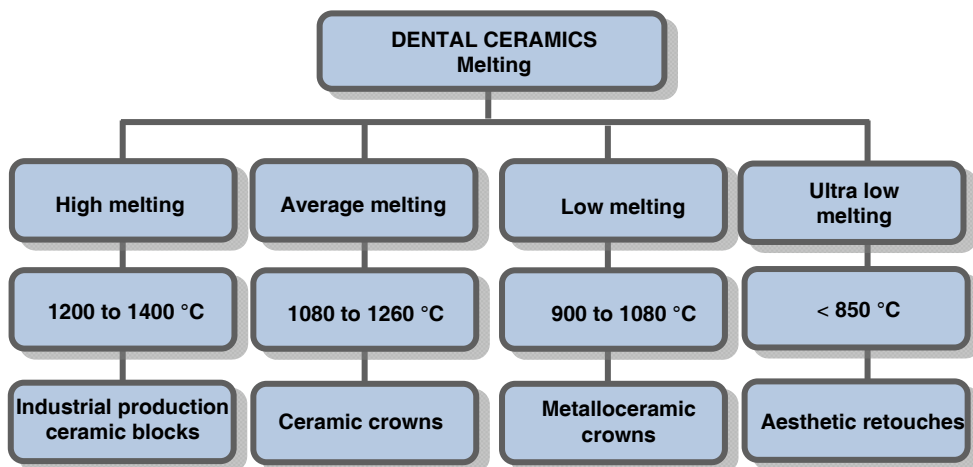 DENTAL CERAMICS
Melting
High melting
Average melting
Low melting
Ultra low
melting
1200 to 1400 °C
1080 to 1260 °C
900 to 1080 °C
< 850 °C
Industrial production
ceramic blocks
Ceramic crowns
Metalloceramic
crowns
Aesthetic retouches